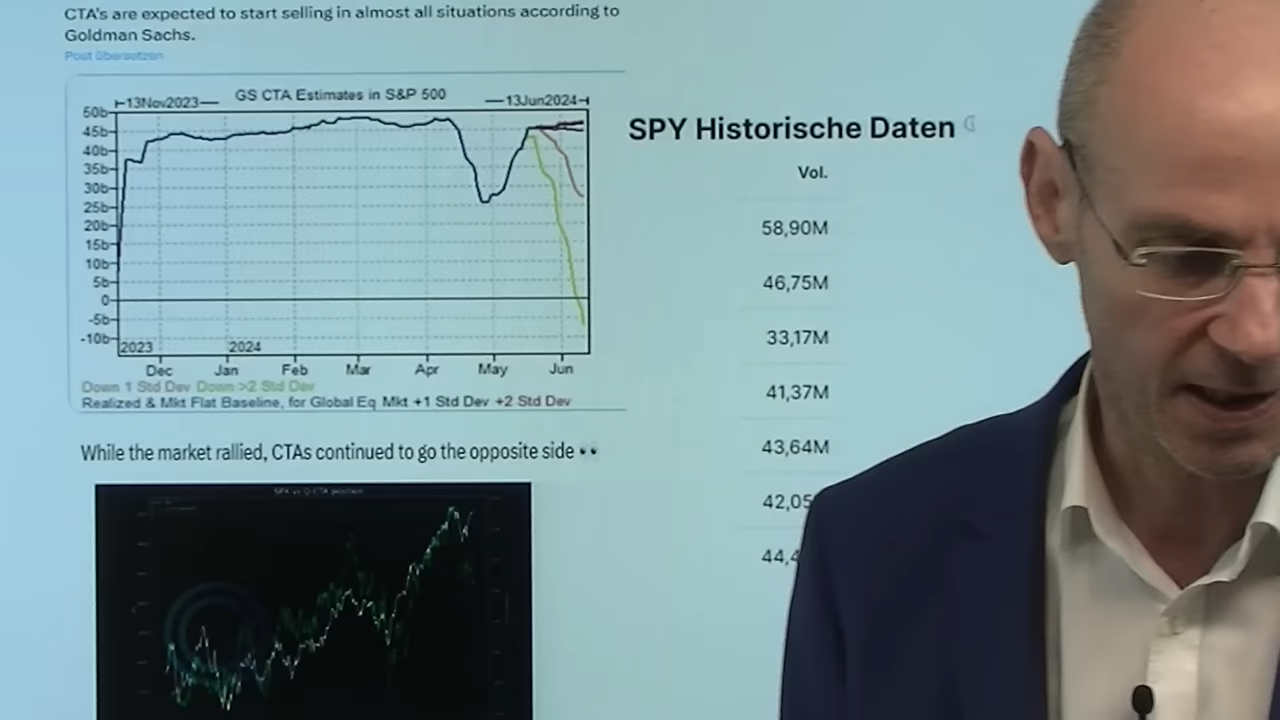 CTA's are expected to start selling in almost all situations according to
Goldman Sachs.
Post übersetzen
13Nov2023
GS CTA Estimates in S&P 500
13Jun2024
50b
45b
40b
35b
30b
25b
20b
15b
10b
5b
0
-5b
-10b
2023
2024
Dec
Jan
Feb
Mar
Apr
May
Jun
Down 1 Std Dev Down >2 Std Dev
Realized & Mkt Flat Baseline, for Global Eq Mkt +1 Std Dev +2 Std Dev
While the market rallied, CTAs continued to go the opposite side 👀
SPY Historische Daten
Vol.
58,90M
46,75M
33,17M
41,37M
43,64M
42,05
44,4